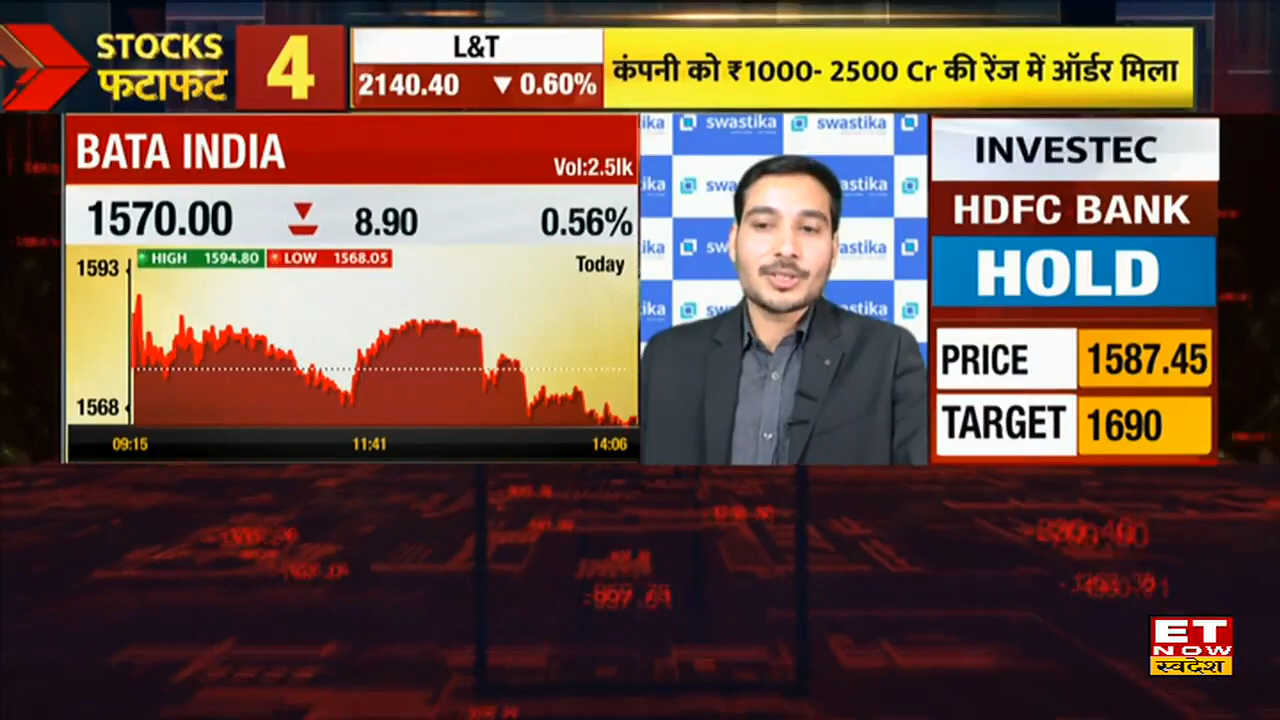 STOCKS
फटाफट
4
L&T
2140.40 ▼ 0.60%
कंपनी को ₹1000- 2500 Cr की रेंज में ऑर्डर मिला
BATA INDIA
Vol:2.5lk
1570.00 8.90 0.56%
HIGH 1594.80 LOW 1568.05
Today
1593
1568
09:15 11:41 14:06
swastika swastika
INVESTEC
HDFC BANK
HOLD
PRICE 1587.45
TARGET 1690
ET
NOW
स्वदेश